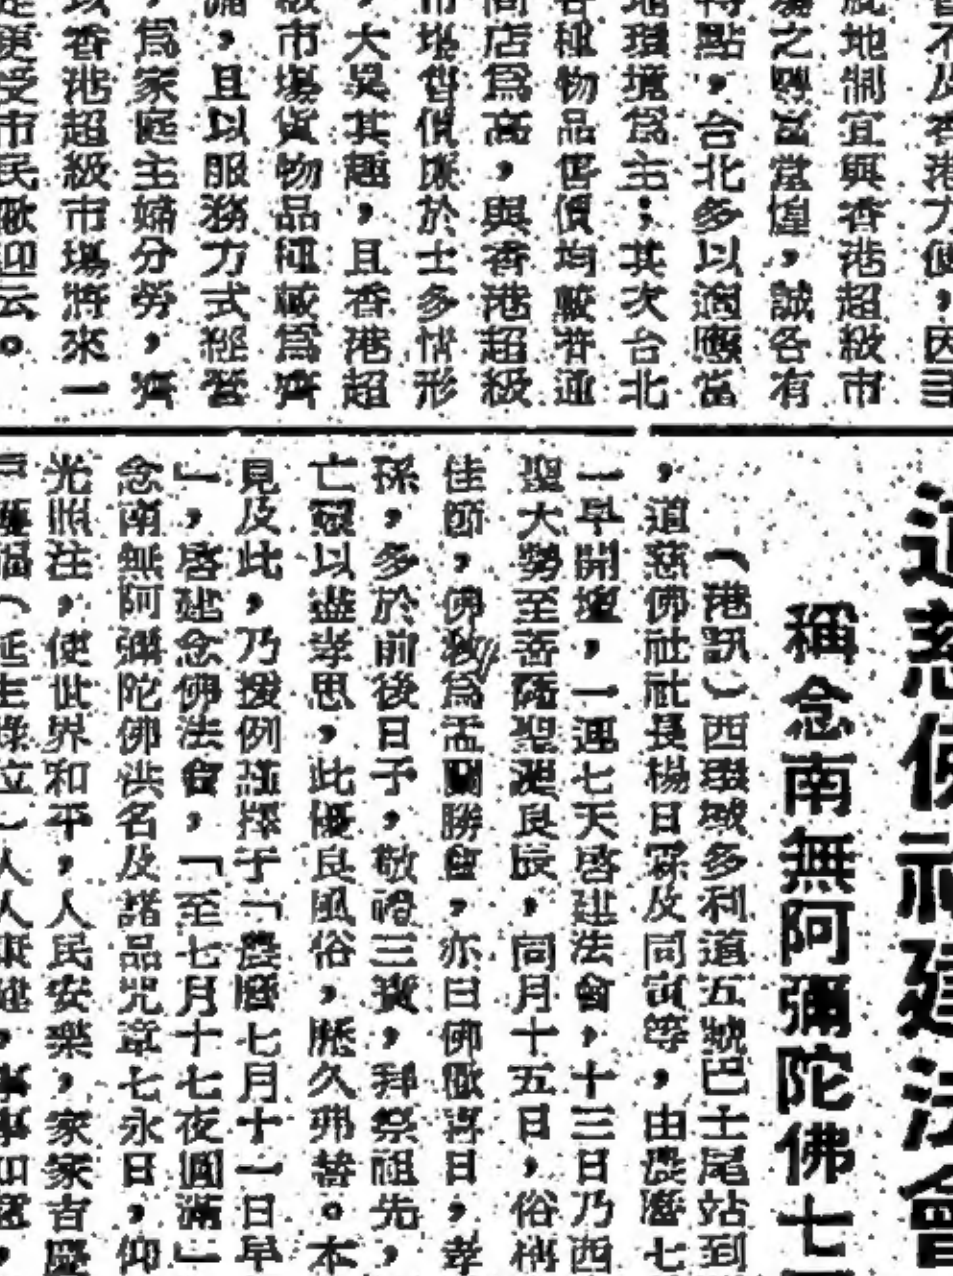 及香港方便，因
地制宜與香港超級市
場之興當堂煌，誠各有
特點，台北多以適應當
地環境為主；其次台北
各種物品售價均較普通
商店為高，與香港超級
市場售價廉於士多情形
，大異其趣，且香港超
級市場貨物品種較為齊
備，且以服務方式經營
，為家庭主婦分勞，齊
香港超級市場將來一
受市民歡迎云。
道慈佛社建法會
稱念南無阿彌陀佛七
（港訊）西環域多利道五號巴士尾站到
，道慈佛社社長楊日霖及同寅等，由農曆七
一早開壇，一連七天啓建法會，十三日乃西
聖大勢至菩薩聖誕良辰，同月十五日，俗稱
佳節，佛教為盂蘭勝會，亦曰佛歡喜日，孝
孫，多於前後日子，敬禮三寶，拜祭祖先，
亡靈以盡孝思，此優良風俗，歷久弗替。本
見及此，乃援例謹擇于「農曆七月十一日早
」，啓建念佛法會，「至七月十七夜圓滿」
念南無阿彌陀佛洪名及諸品咒章七永日，仰
光照注，使世界和平，人民安樂，家家吉慶
福（延生祿位）人人